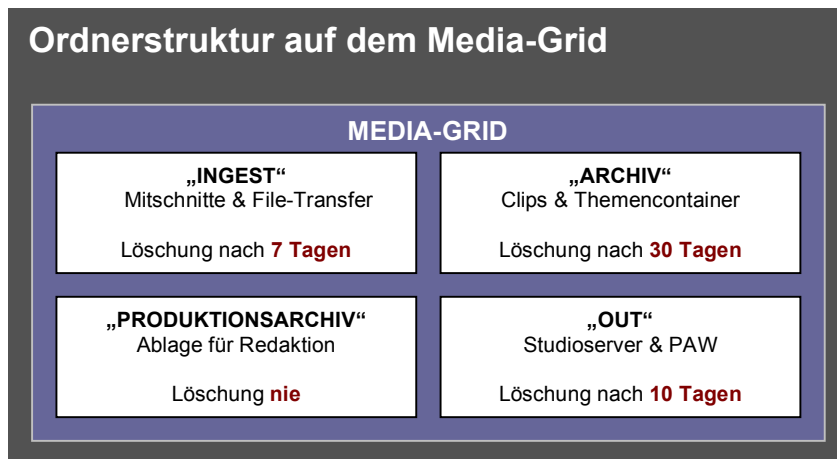 Ordnerstruktur auf dem Media-Grid
MEDIA-GRID
„INGEST“
Mitschnitte & File-Transfer
Löschung nach 7 Tagen
„ARCHIV“
Clips & Themencontainer
Löschung nach 30 Tagen
„PRODUKTIONSARCHIV“
Ablage für Redaktion
Löschung nie
„OUT“
Studioserver & PAW
Löschung nach 10 Tagen